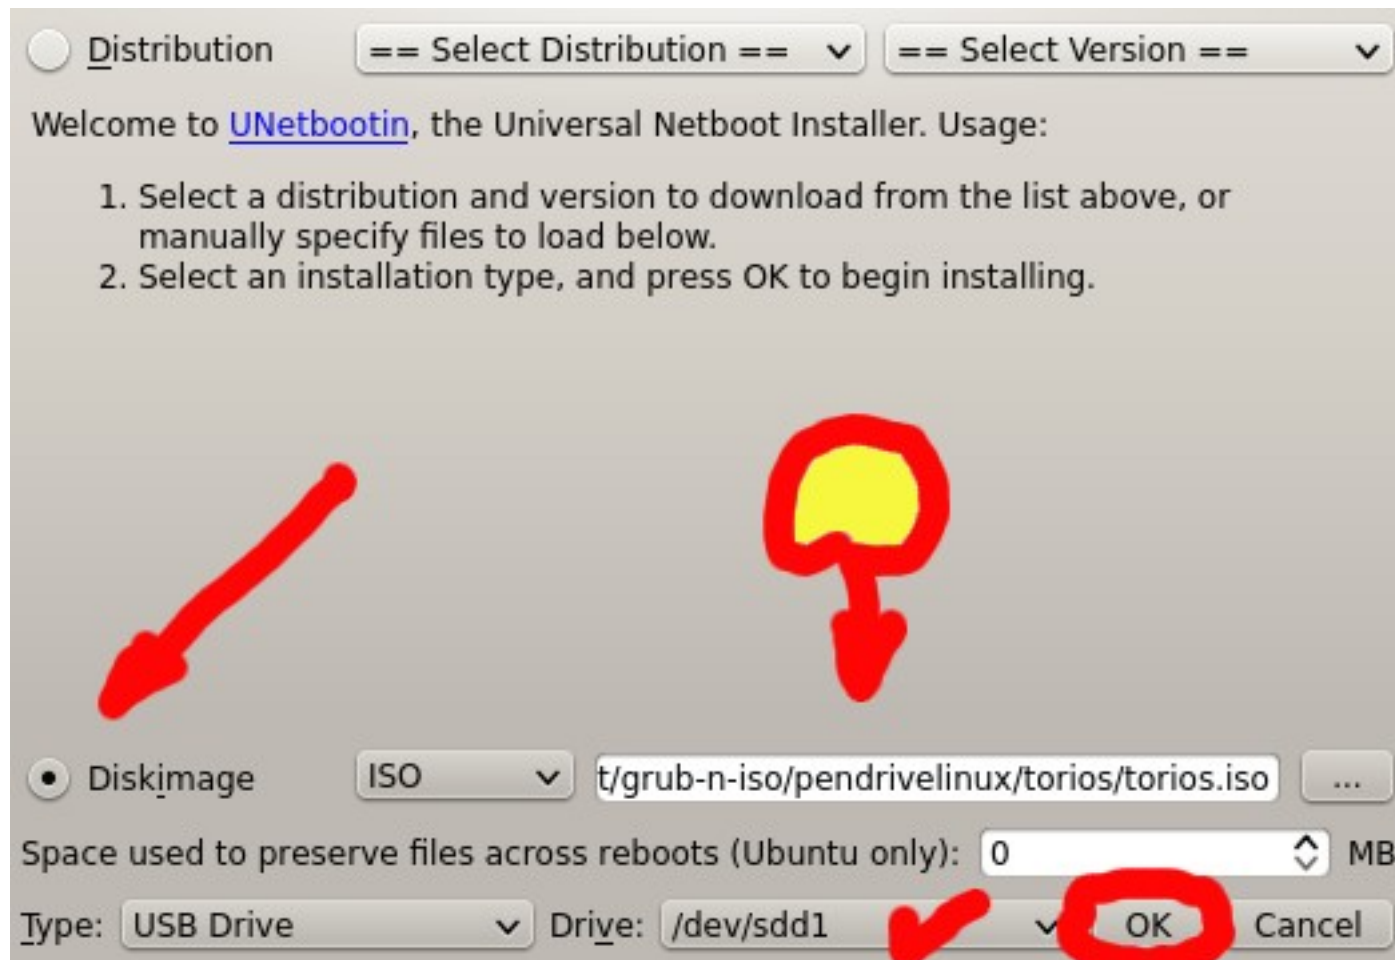 Distribution == Select Distribution == == Select Version ==
Welcome to UNetbootin, the Universal Netboot Installer. Usage:
1. Select a distribution and version to download from the list above, or
manually specify files to load below.
2. Select an installation type, and press OK to begin installing.
Diskimage ISO t/grub-n-iso/pendrivelinux/torios/torios.iso ...
Space used to preserve files across reboots (Ubuntu only): 0 MB
Type: USB Drive Drive: /dev/sdd1 OK Cancel